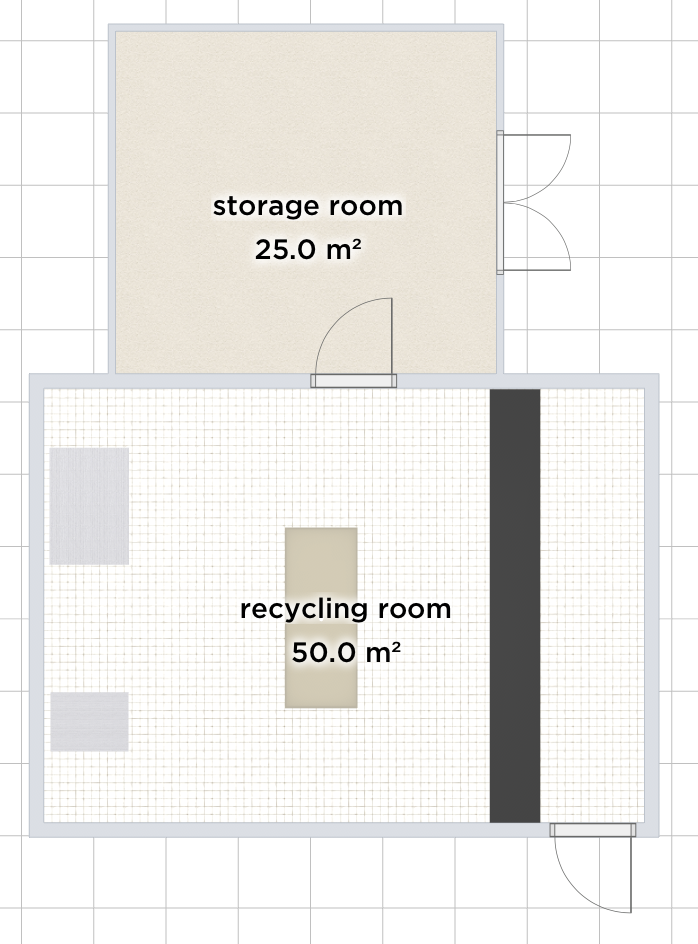 storage room
25.0 m²
recycling room
50.0 m²